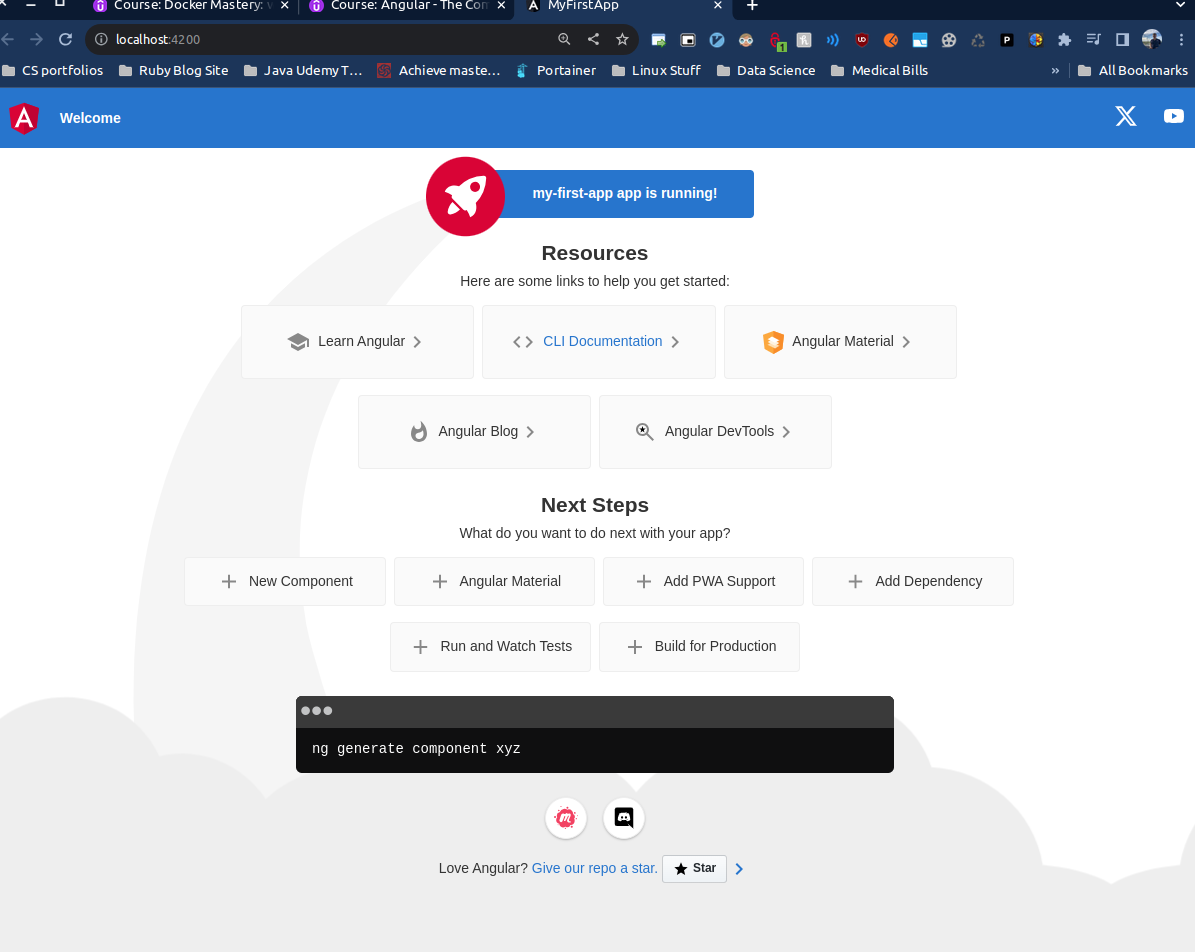 Course: Docker Mastery:
Course: Angular - The Com
MyFirstApp
localhost:4200
1
UD
P
CS portfolios
Ruby Blog Site
Java Udemy T…
Achieve maste…
Portainer
Linux Stuff
Data Science
Medical Bills
»
All Bookmarks
A
Welcome
my-first-app app is running!
Resources
Here are some links to help you get started:
Learn Angular
CLI Documentation
Angular Material
Angular Blog
Angular DevTools
Next Steps
What do you want to do next with your app?
New Component
Angular Material
Add PWA Support
Add Dependency
Run and Watch Tests
Build for Production
ng generate component xyz
m
Love Angular? Give our repo a star. Star